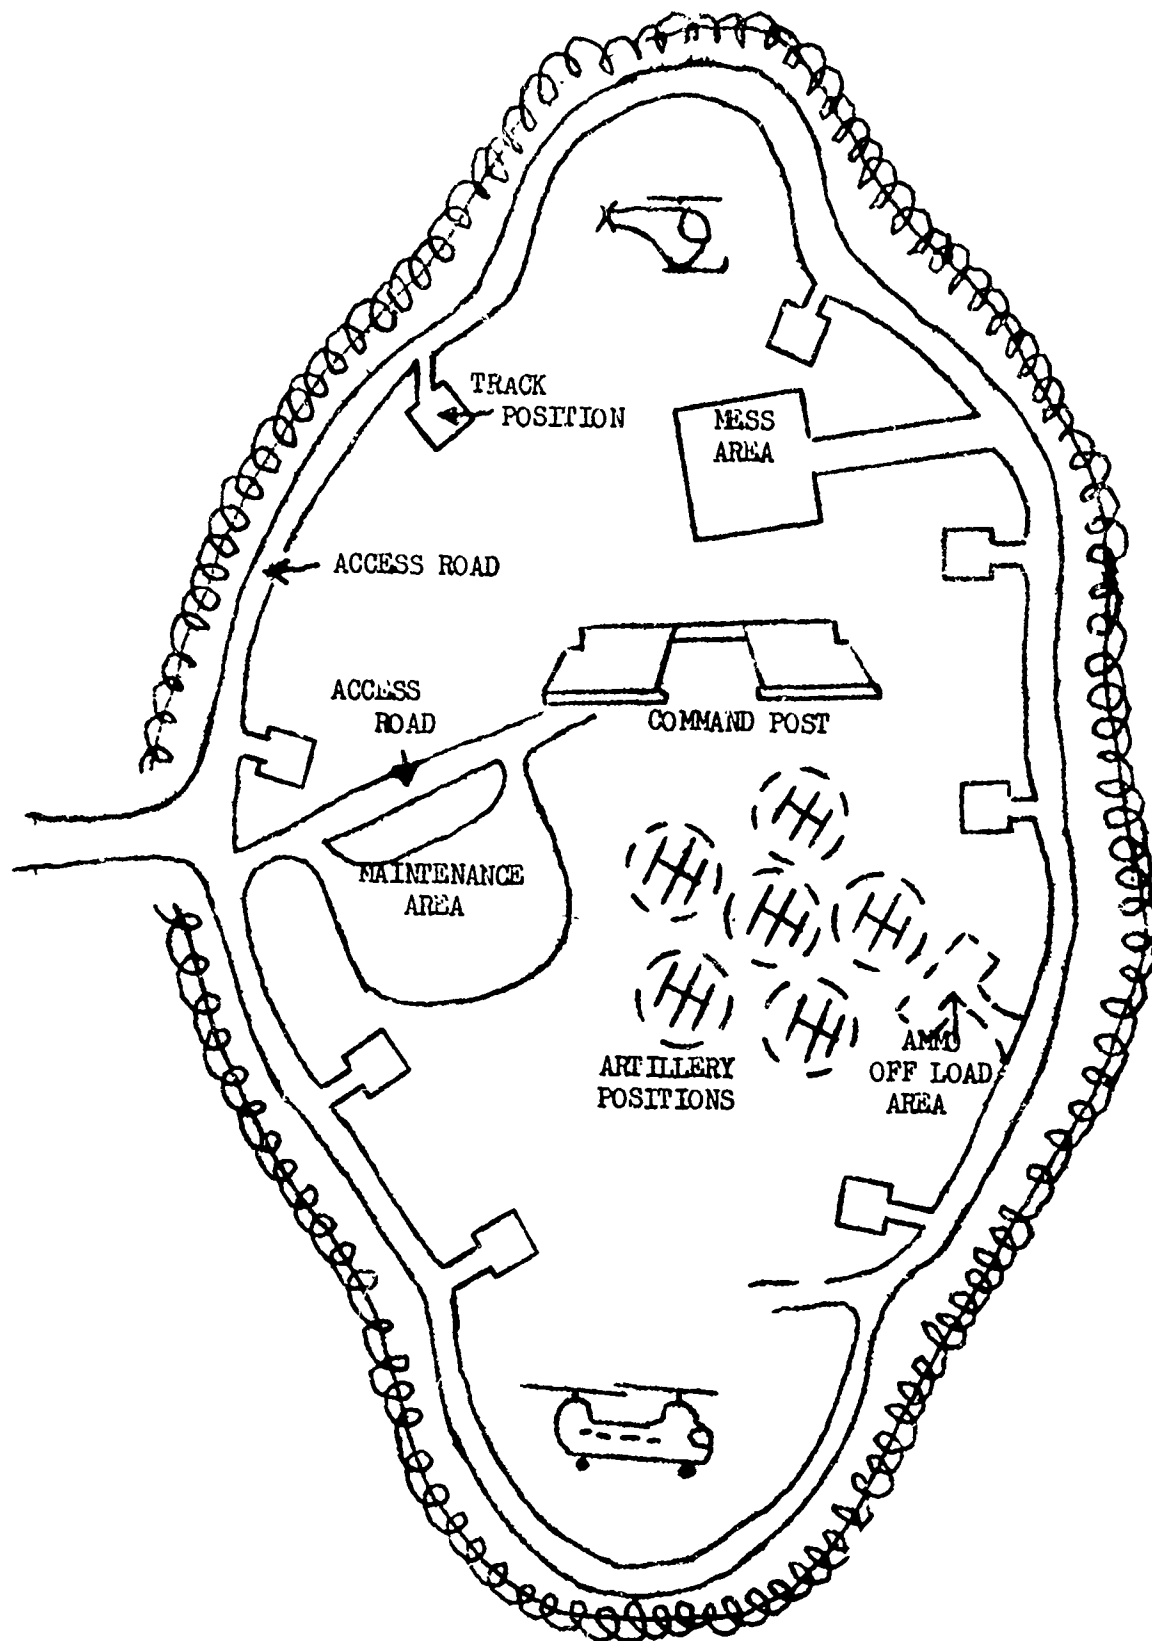 TRACK
POSITION
MESS
AREA
ACCESS ROAD
ACCESS
ROAD
COMMAND POST
MAINTENANCE
AREA
ARTILLERY
POSITIONS
AMMO
OFF LOAD
AREA